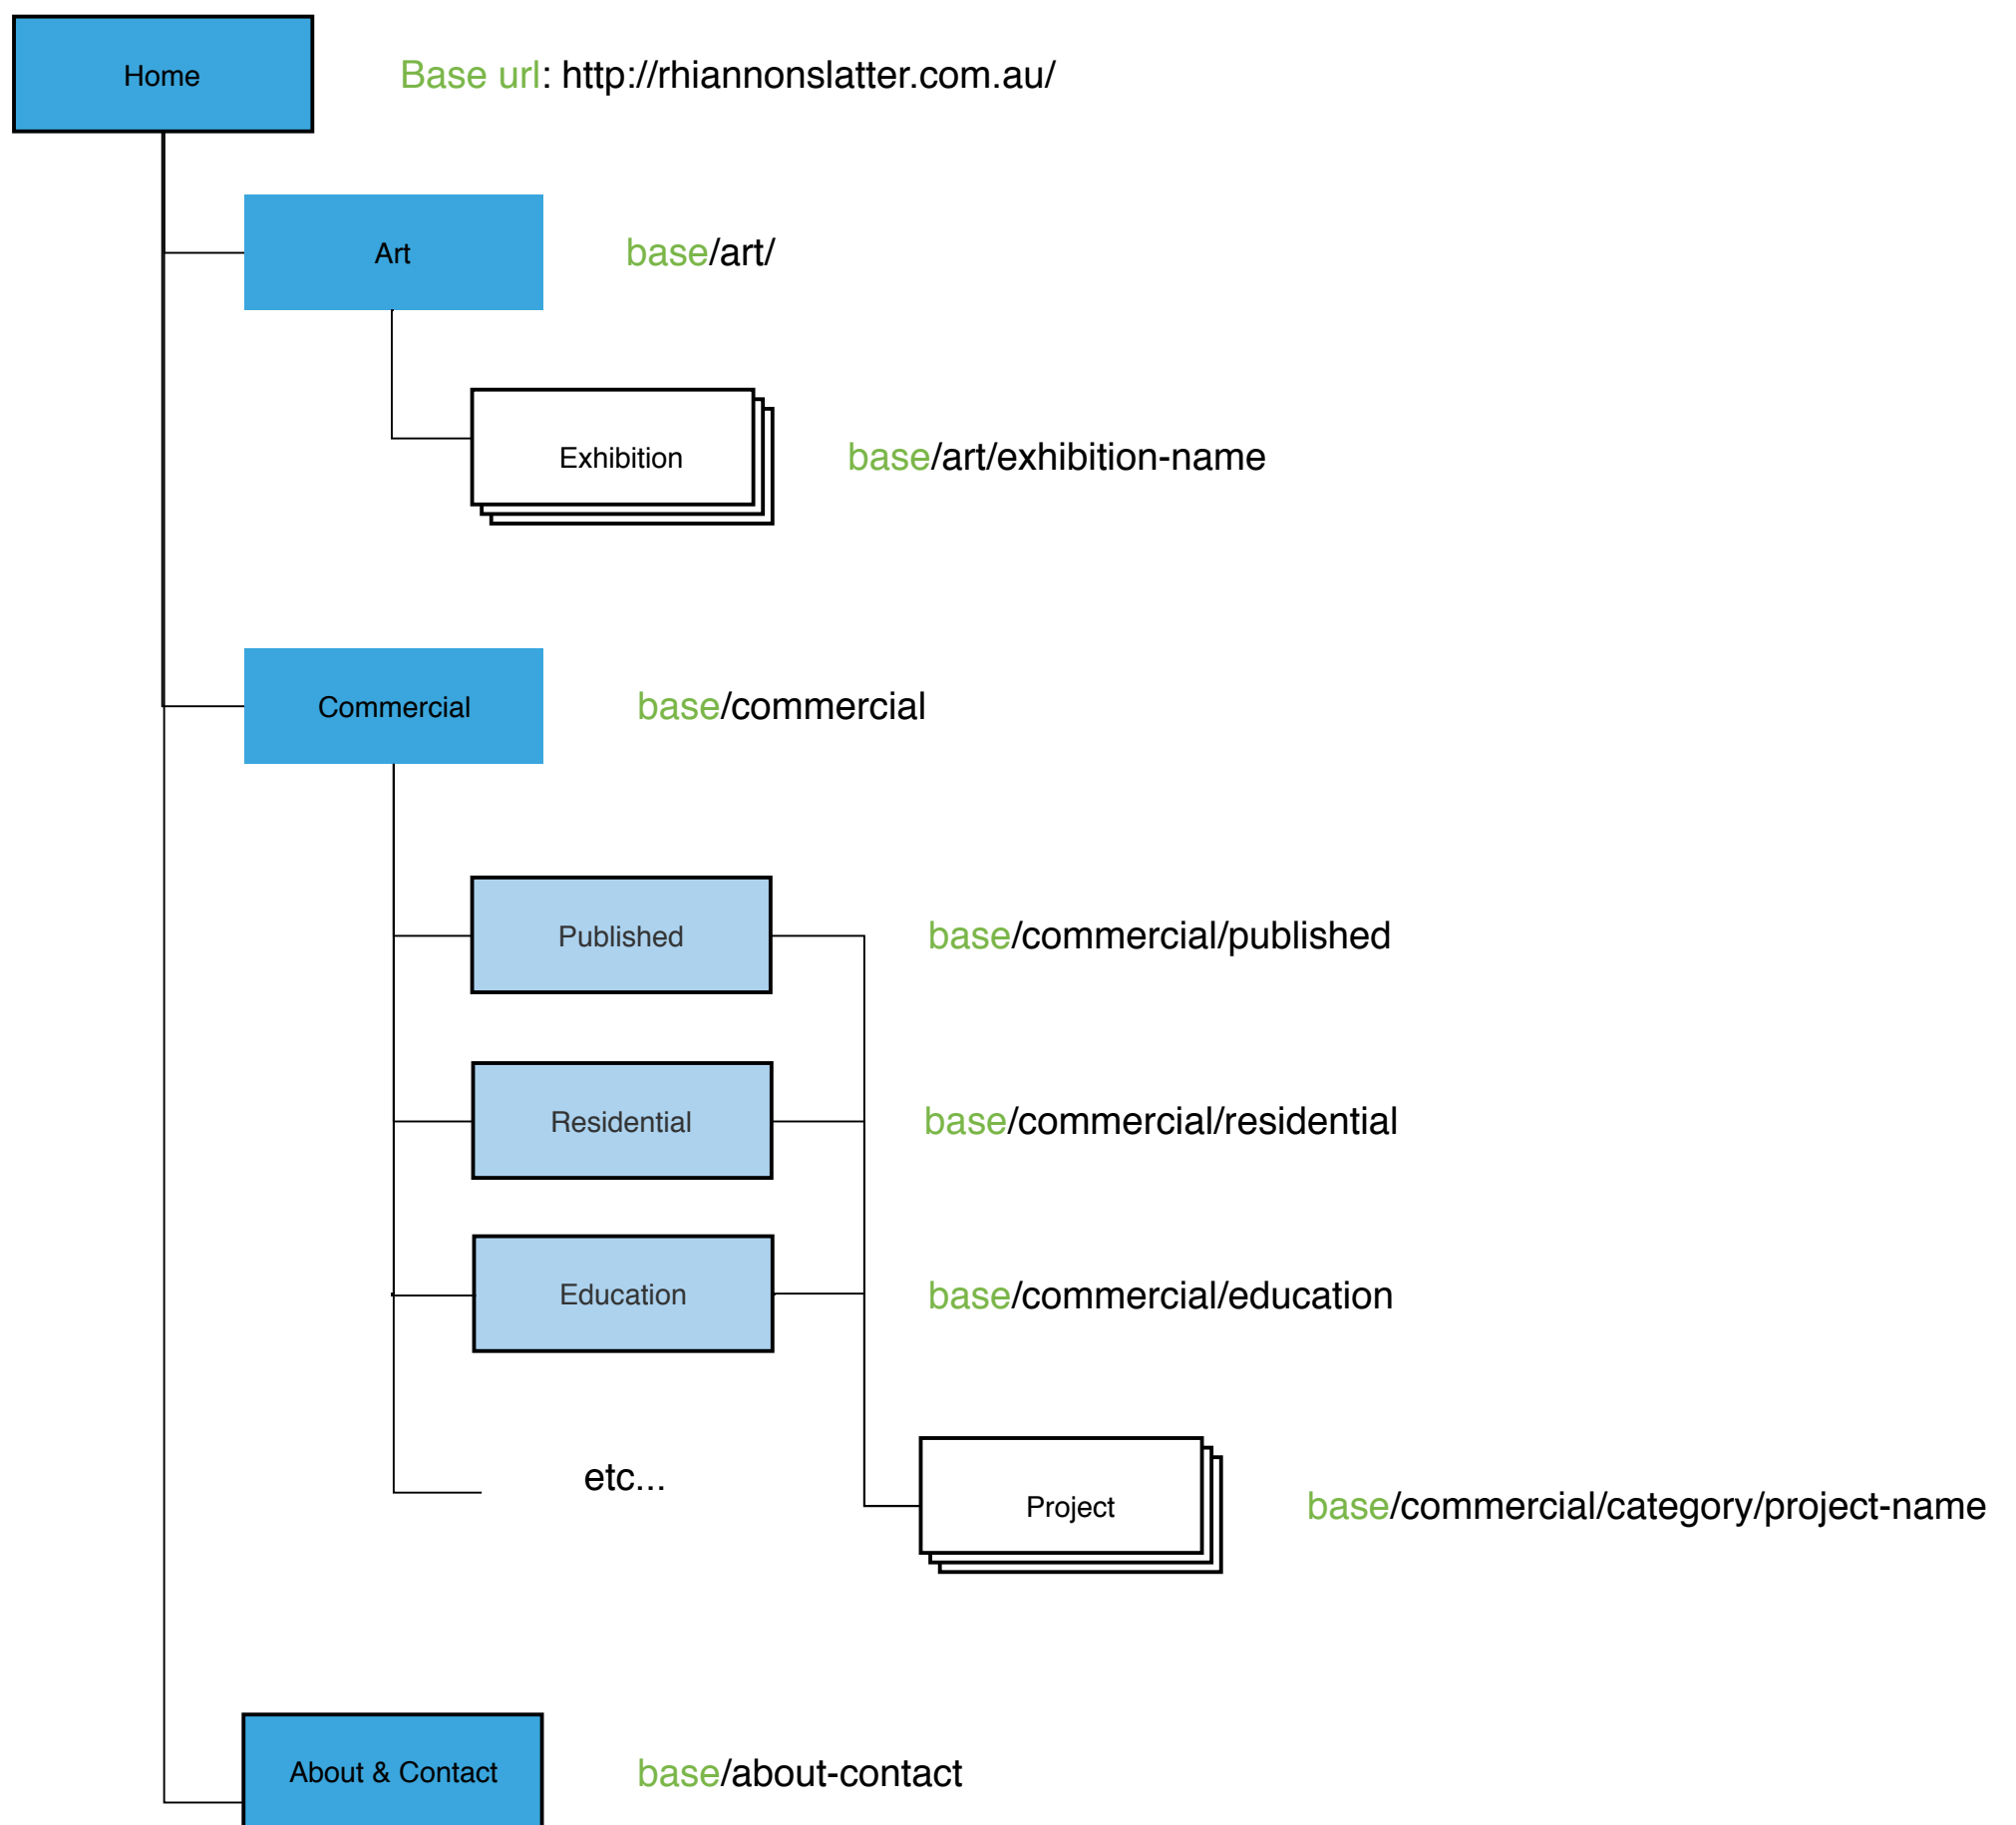 Home
Base url: http://rhiannonslatter.com.au/
Art
base/art/
Exhibition
base/art/exhibition-name
Commercial
base/commercial
Published
base/commercial/published
Residential
base/commercial/residential
Education
base/commercial/education
etc...
Project
base/commercial/category/project-name
About & Contact
base/about-contact